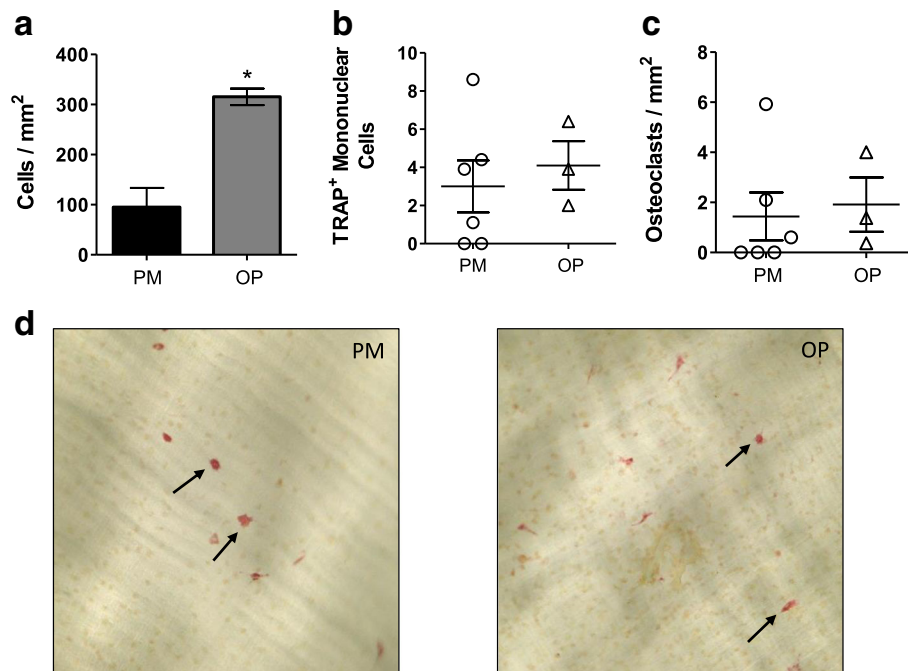 a
Cells / mm²
400
300
200
100
0
*
PM
OP
b
TRAP⁺ Mononuclear
Cells
10
8
6
4
2
0
PM
OP
c
Osteoclasts / mm²
8
6
4
2
0
PM
OP
d
PM
OP